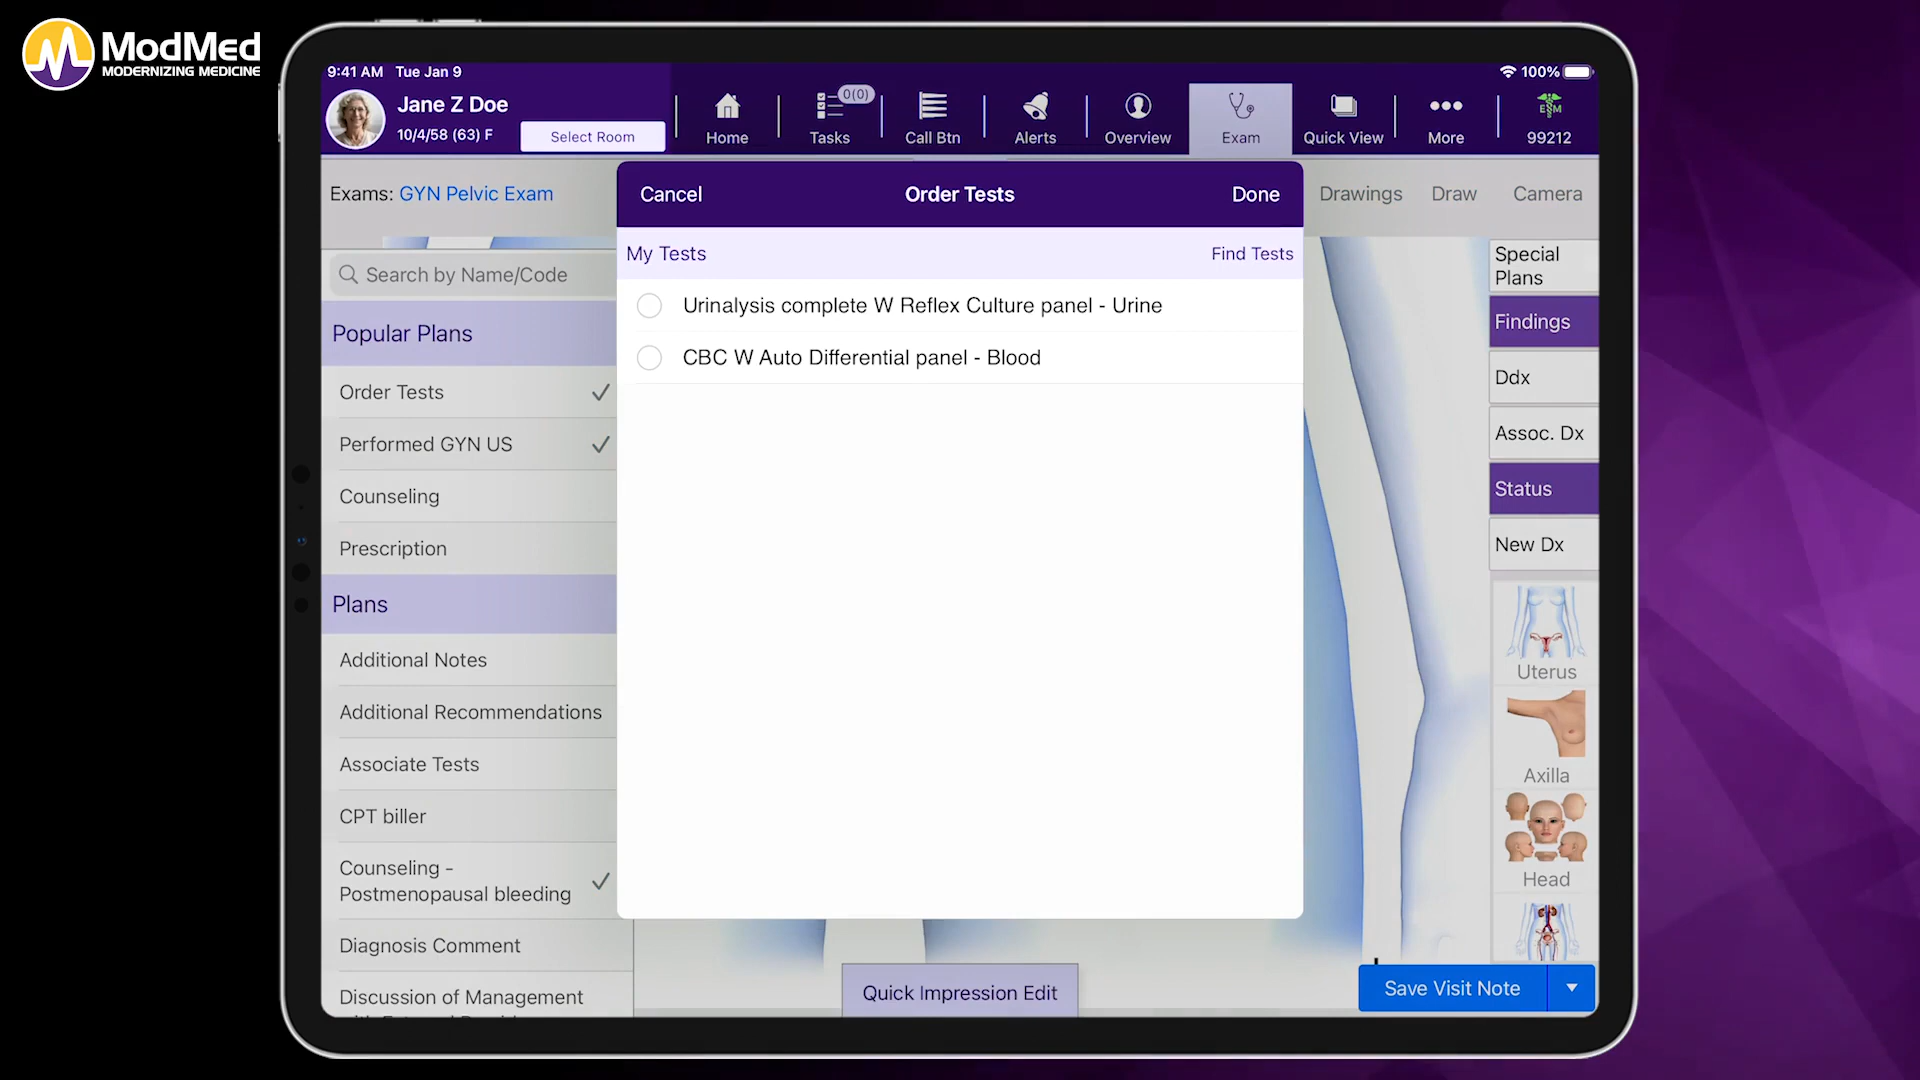 ModMed
MODERNIZING MEDICINE
9:41 AM Tue Jan 9
100%
Jane Z Doe
10/4/58 (63) F
Select Room
Home
Tasks
0(0)
Call Btn
Alerts
Overview
Exam
Quick View
More
E M
99212
Exams: GYN Pelvic Exam
Drawings
Draw
Camera
Cancel
Order Tests
Done
My Tests
Find Tests
Urinalysis complete W Reflex Culture panel - Urine
CBC W Auto Differential panel - Blood
Search by Name/Code
Popular Plans
Order Tests
Performed GYN US
Counseling
Prescription
Plans
Additional Notes
Additional Recommendations
Associate Tests
CPT biller
Counseling -
Postmenopausal bleeding
Diagnosis Comment
Discussion of Management
Special
Plans
Findings
Ddx
Assoc. Dx
Status
New Dx
Uterus
Axilla
Head
Quick Impression Edit
Save Visit Note